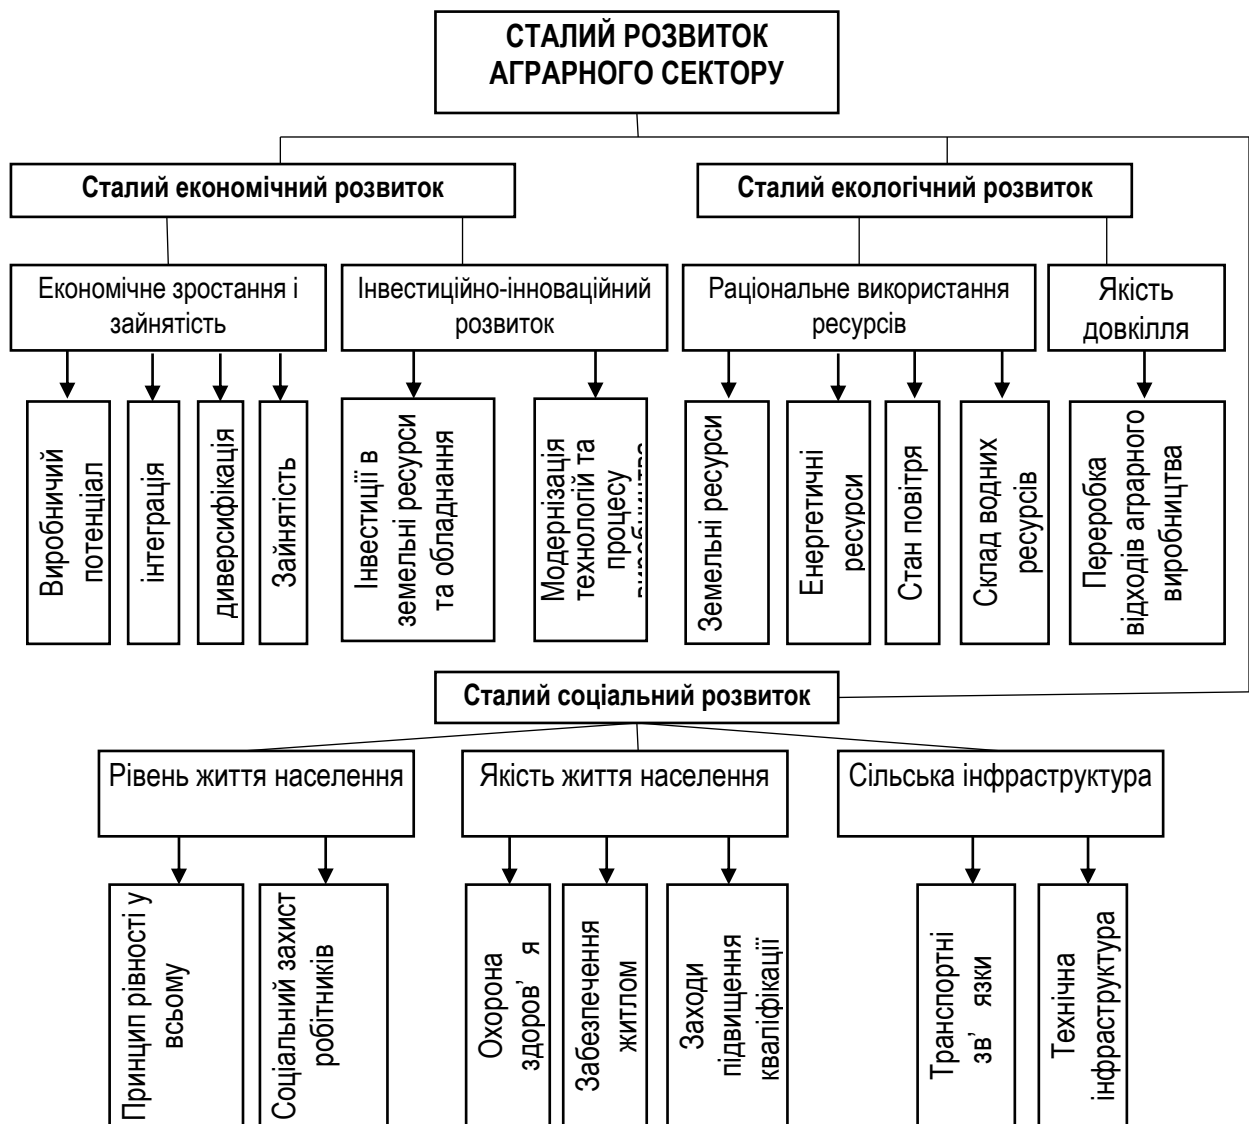 СТАЛИЙ РОЗВИТОК
АГРАРНОГО СЕКТОРУ
Сталий економічний розвиток
Сталий екологічний розвиток
Економічне зростання і
зайнятість
Інвестиційно-інноваційний
розвиток
Раціональне використання
ресурсів
Якість
довкілля
Виробничий
потенціал
інтеграція
диверсифікація
Зайнятість
Інвестиції в
земельні ресурси
та обладнання
Модернізація
технологій та
процесу
Земельні ресурси
Енергетичні
ресурси
Стан повітря
Склад водних
ресурсів
Переробка
відходів аграрного
виробництва
Сталий соціальний розвиток
Рівень життя населення
Якість життя населення
Сільська інфраструктура
Принцип рівності у
всьому
Соціальний захист
робітників
Охорона
здоров’ я
Забезпечення
житлом
Заходи
підвищення
кваліфікації
Транспортні
зв’ язки
Технічна
інфраструктура